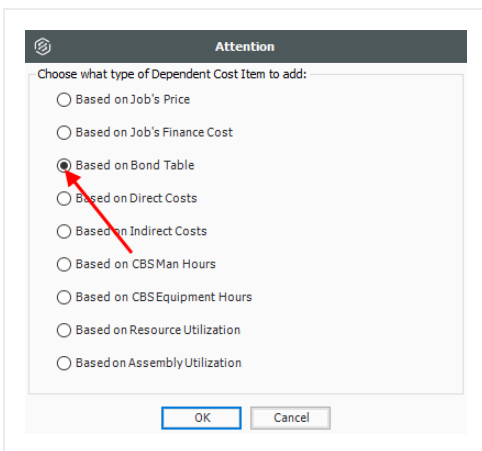 Attention
Choose what type of Dependent Cost Item to add:
Based on Job's Price
Based on Job's Finance Cost
Based on Bond Table
Based on Direct Costs
Based on Indirect Costs
Based on CBS Man Hours
Based on CBS Equipment Hours
Based on Resource Utilization
Based on Assembly Utilization
OK Cancel